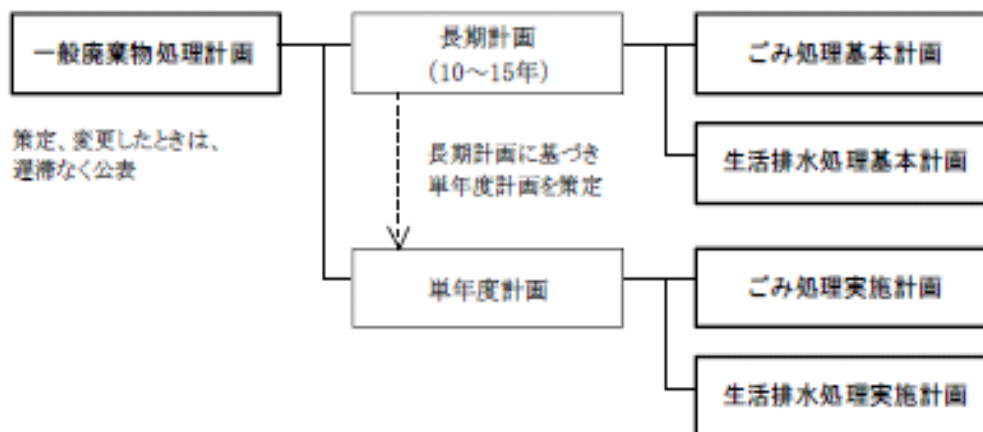 一般廃棄物処理計画
策定、変更したときは、
遅滞なく公表
長期計画
(10～15年)
長期計画に基づき
単年度計画を策定
単年度計画
ごみ処理基本計画
生活排水処理基本計画
ごみ処理実施計画
生活排水処理実施計画